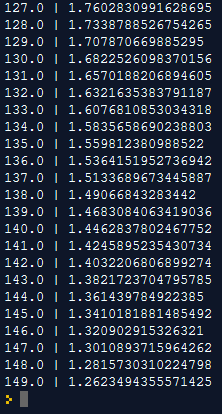 127.0 | 1.7602830991628695
128.0 | 1.7338788526754265
129.0 | 1.707870669885295
130.0 | 1.6822526098370156
131.0 | 1.6570188206894605
132.0 | 1.6321635383791187
133.0 | 1.6076810853034318
134.0 | 1.5835658690238803
135.0 | 1.559812380988522
136.0 | 1.5364151952736942
137.0 | 1.5133689673445887
138.0 | 1.49066843283442
139.0 | 1.4683084063419036
140.0 | 1.4462837802467752
141.0 | 1.4245895235430734
142.0 | 1.4032206806899274
143.0 | 1.3821723704795785
144.0 | 1.361439784922385
145.0 | 1.3410181881485492
146.0 | 1.320902915326321
147.0 | 1.3010893715964262
148.0 | 1.2815730310224798
149.0 | 1.2623494355571425
>